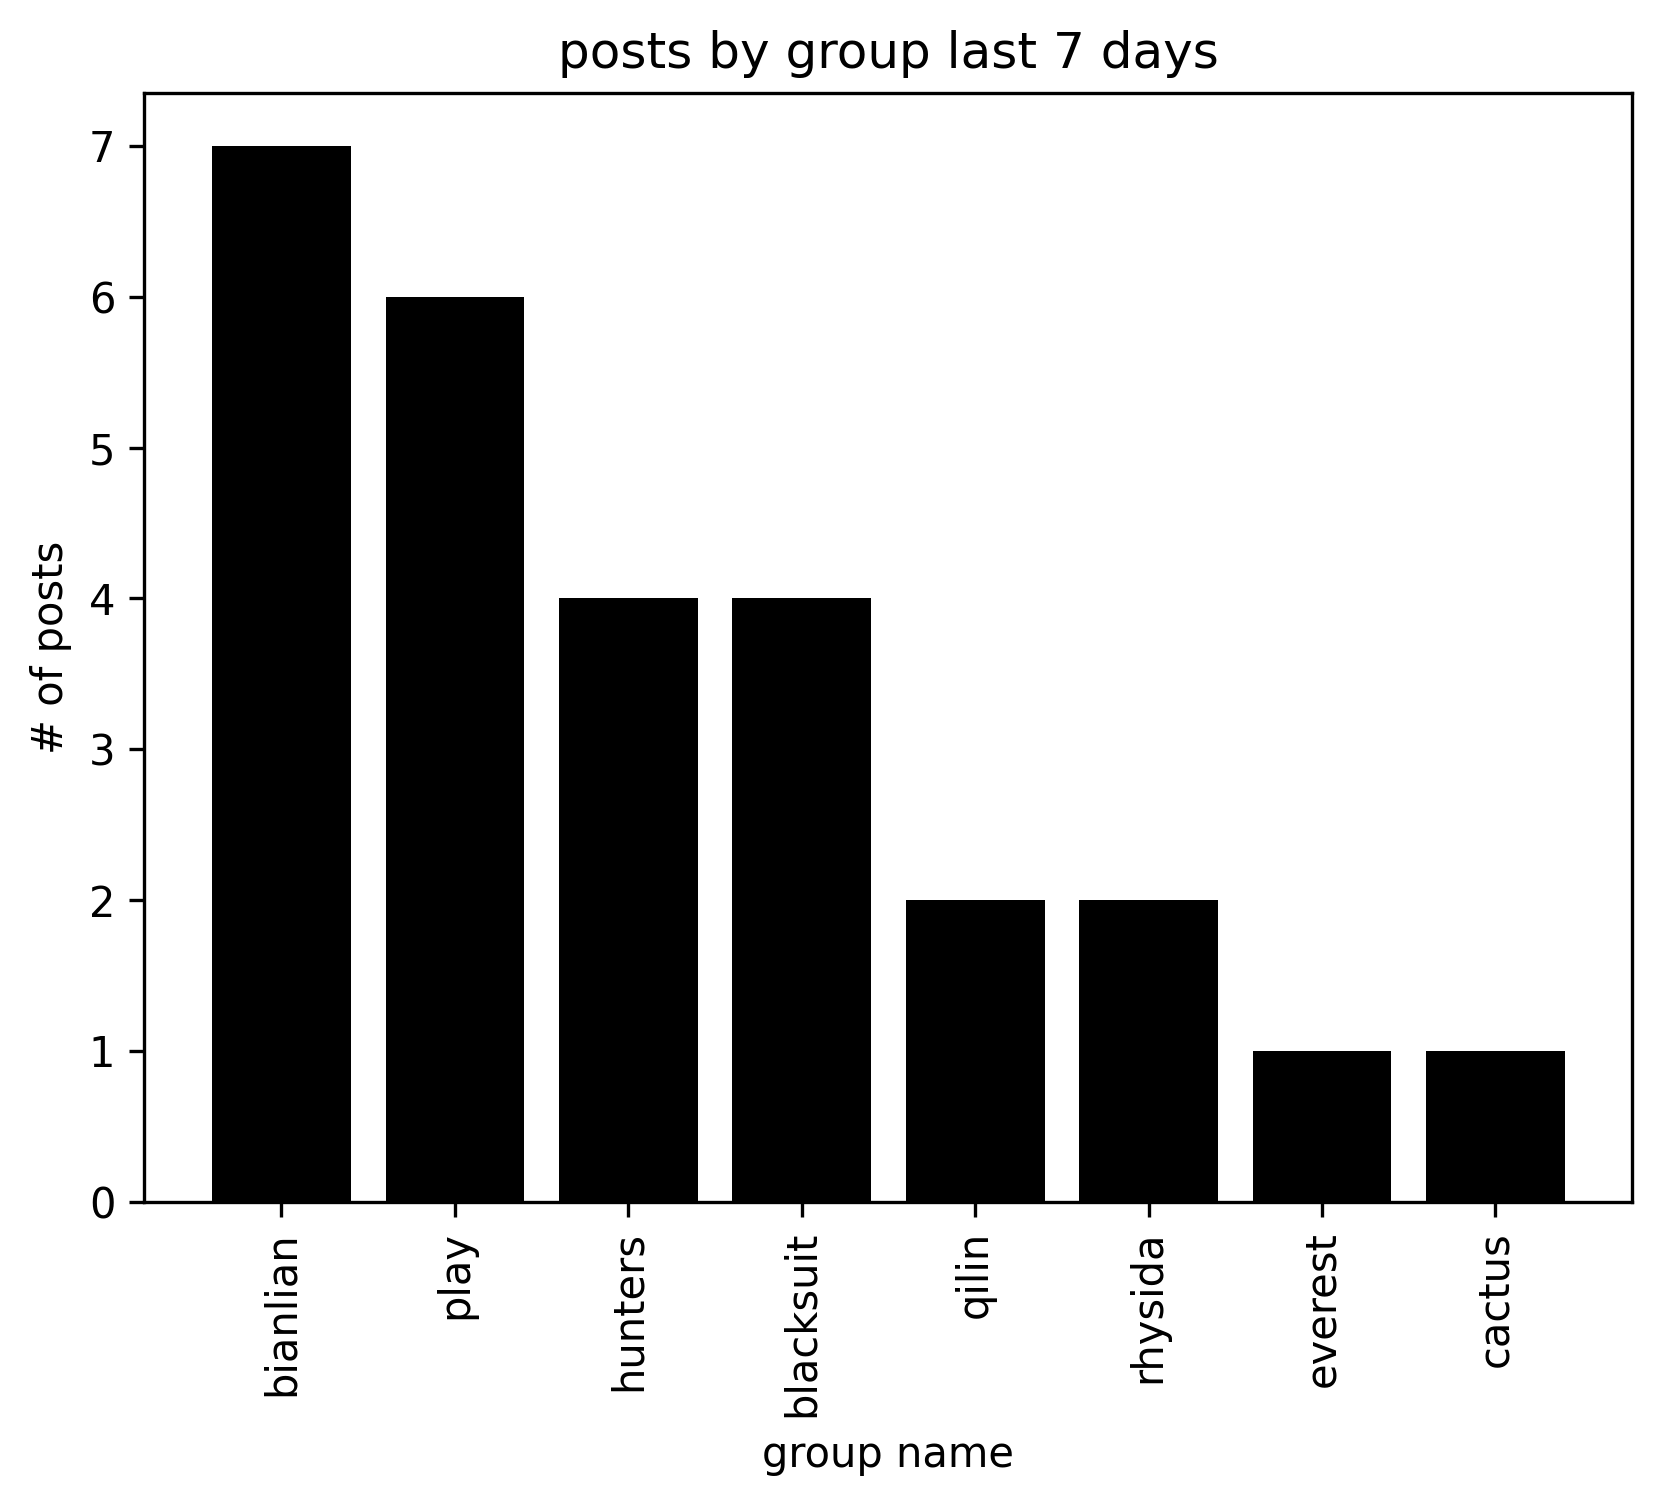 posts by group last 7 days
7
6
5
4
3
2
1
0
# of posts
bianlian
play
hunters
blacksuit
qilin
rhysida
everest
cactus
group name